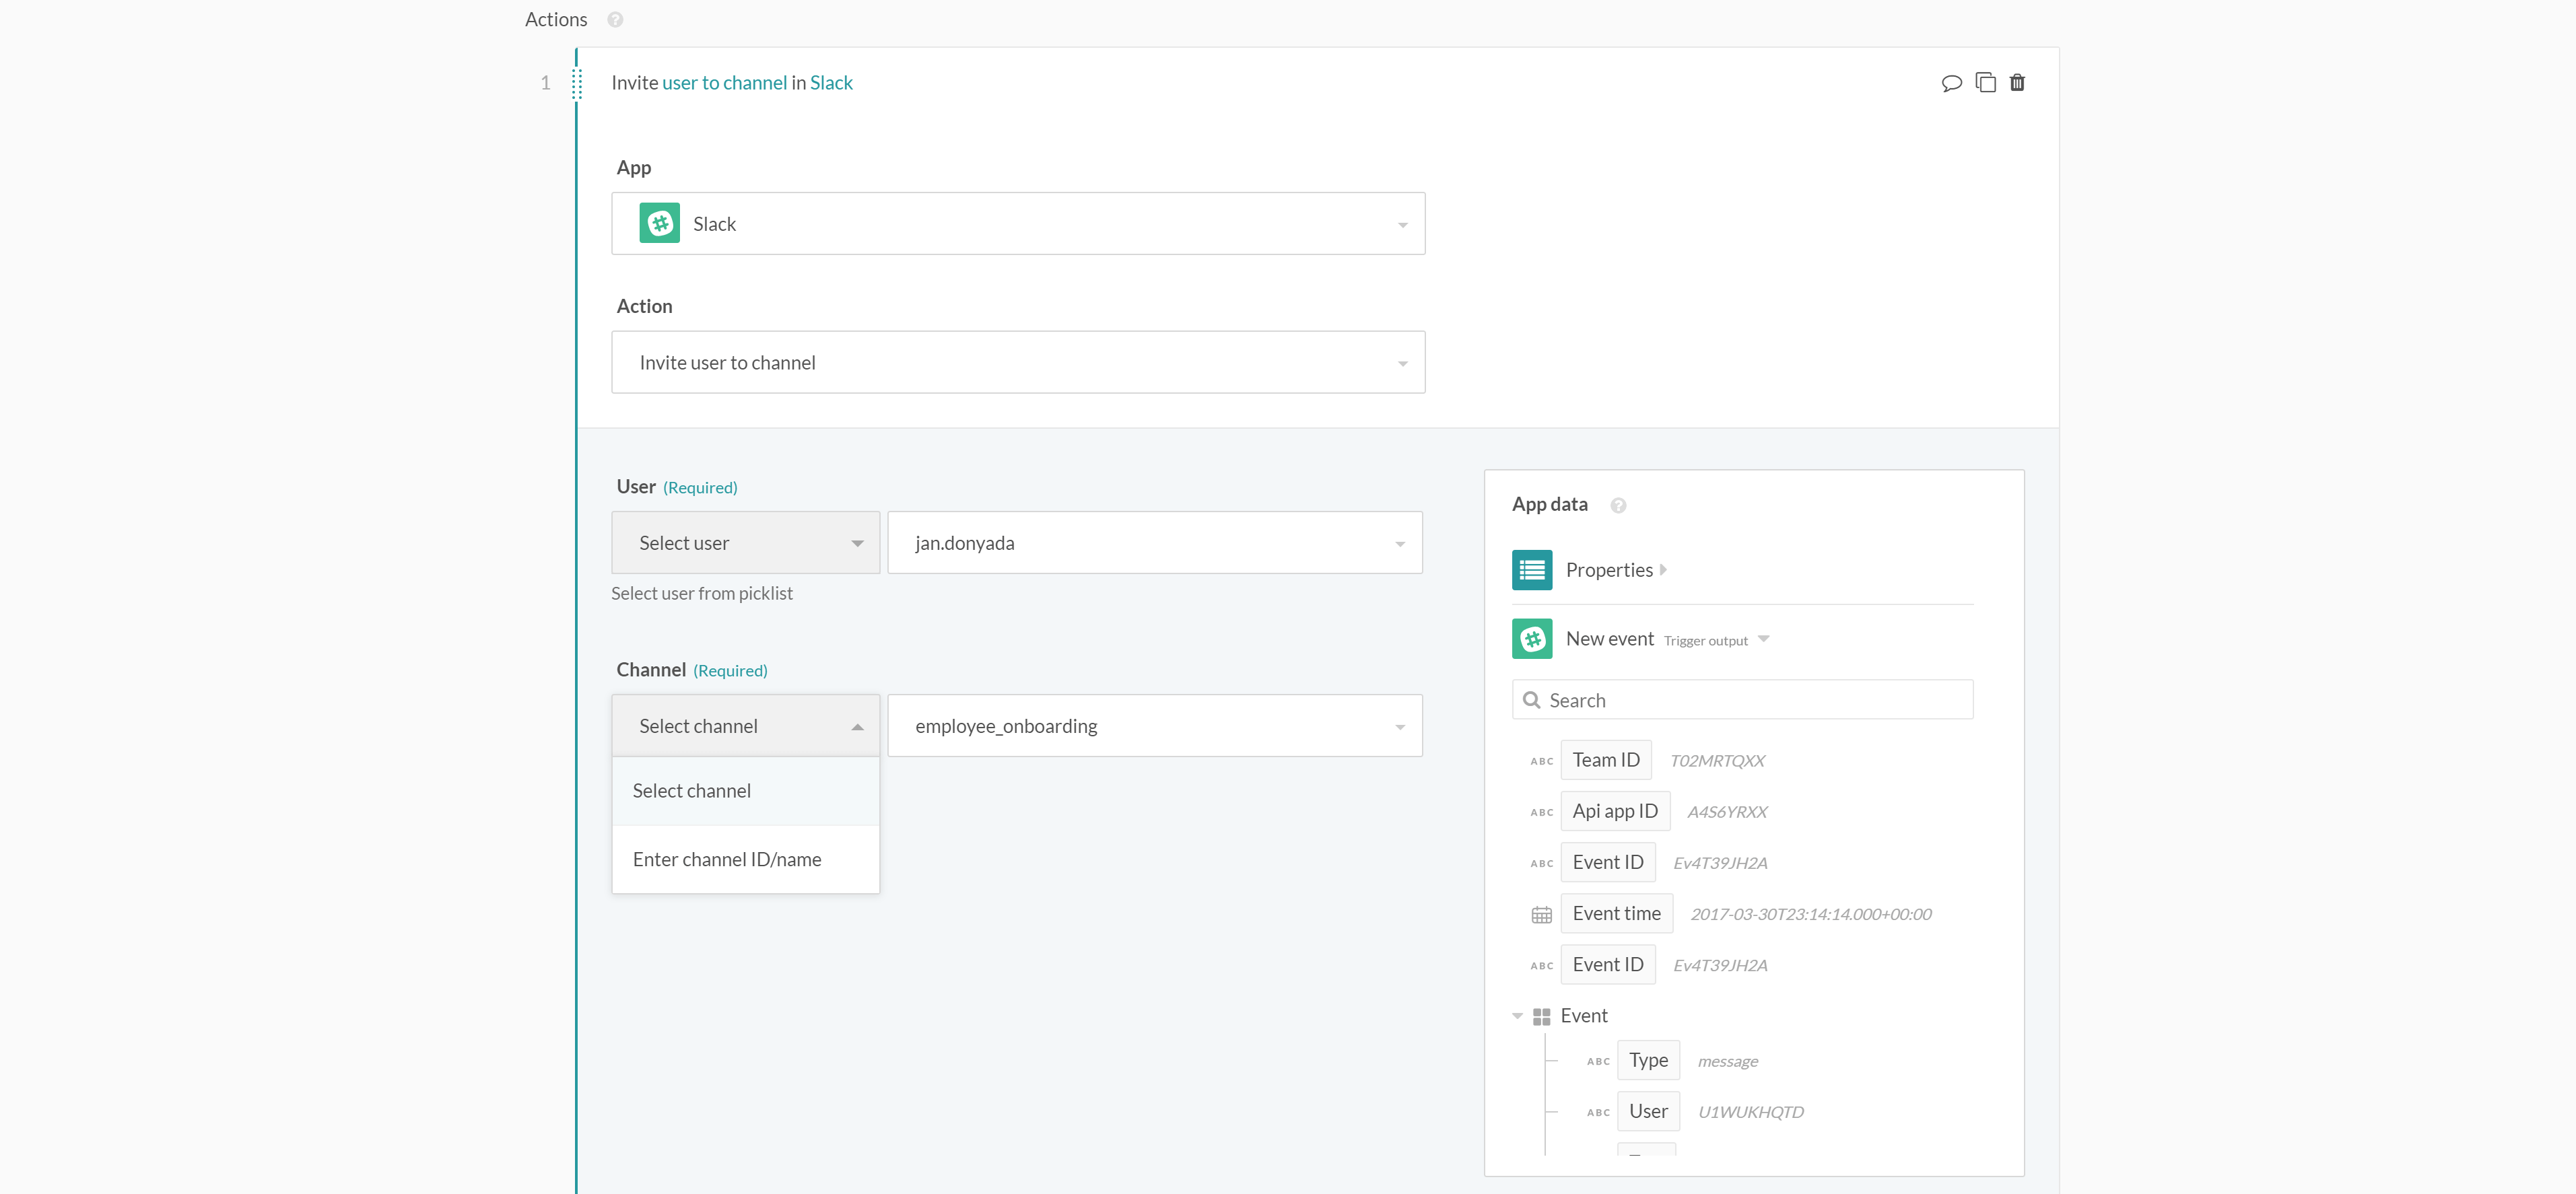 Actions ?
1 Invite user to channel in Slack
App
Slack
Action
Invite user to channel
User (Required)
Select user
jan.donyada
Select user from picklist
Channel (Required)
Select channel
employee_onboarding
Select channel
Enter channel ID/name
App data ?
Properties
New event Trigger output
Search
ABC Team ID T02MRTQXX
ABC Api app ID A4S6YRXX
ABC Event ID Ev4T39JH2A
Event time 2017-03-30T23:14:14.000+00:00
ABC Event ID Ev4T39JH2A
Event
ABC Type message
ABC User U1WUKHQTD